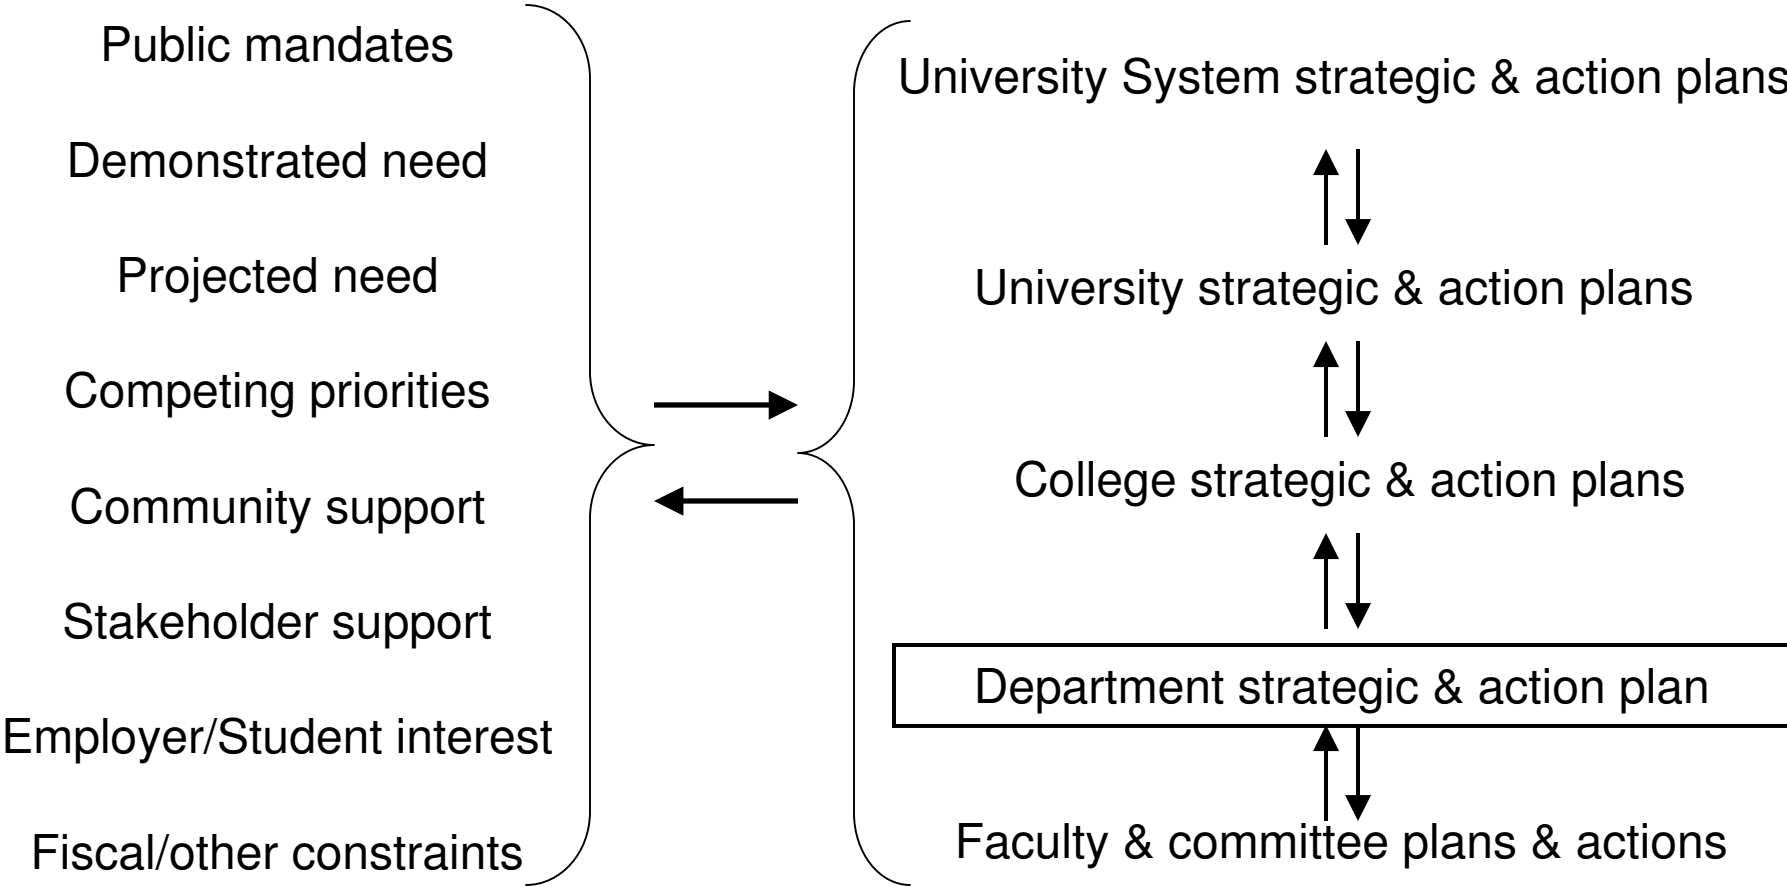 Public mandates
Demonstrated need
Projected need
Competing priorities
Community support
Stakeholder support
Employer/Student interest
Fiscal/other constraints
University System strategic & action plans
University strategic & action plans
College strategic & action plans
Department strategic & action plan
Faculty & committee plans & actions